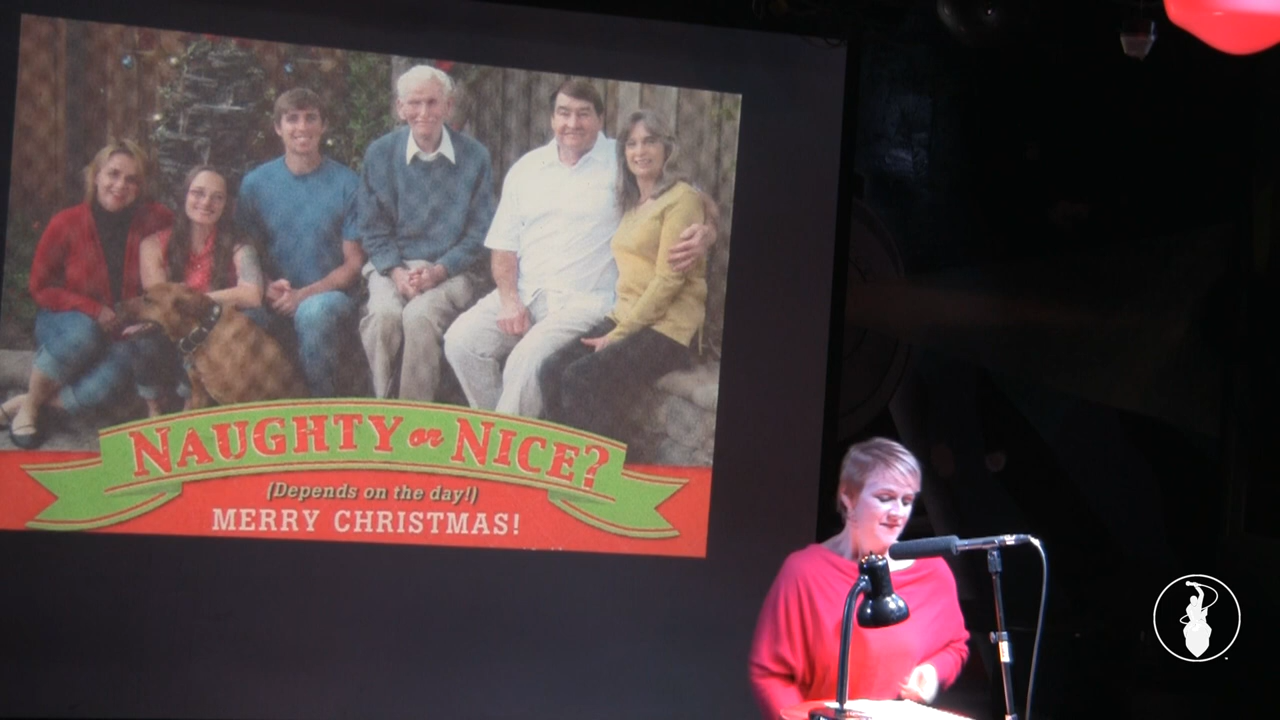 NAUGHTY or NICE?
(Depends on the day!)
MERRY CHRISTMAS!